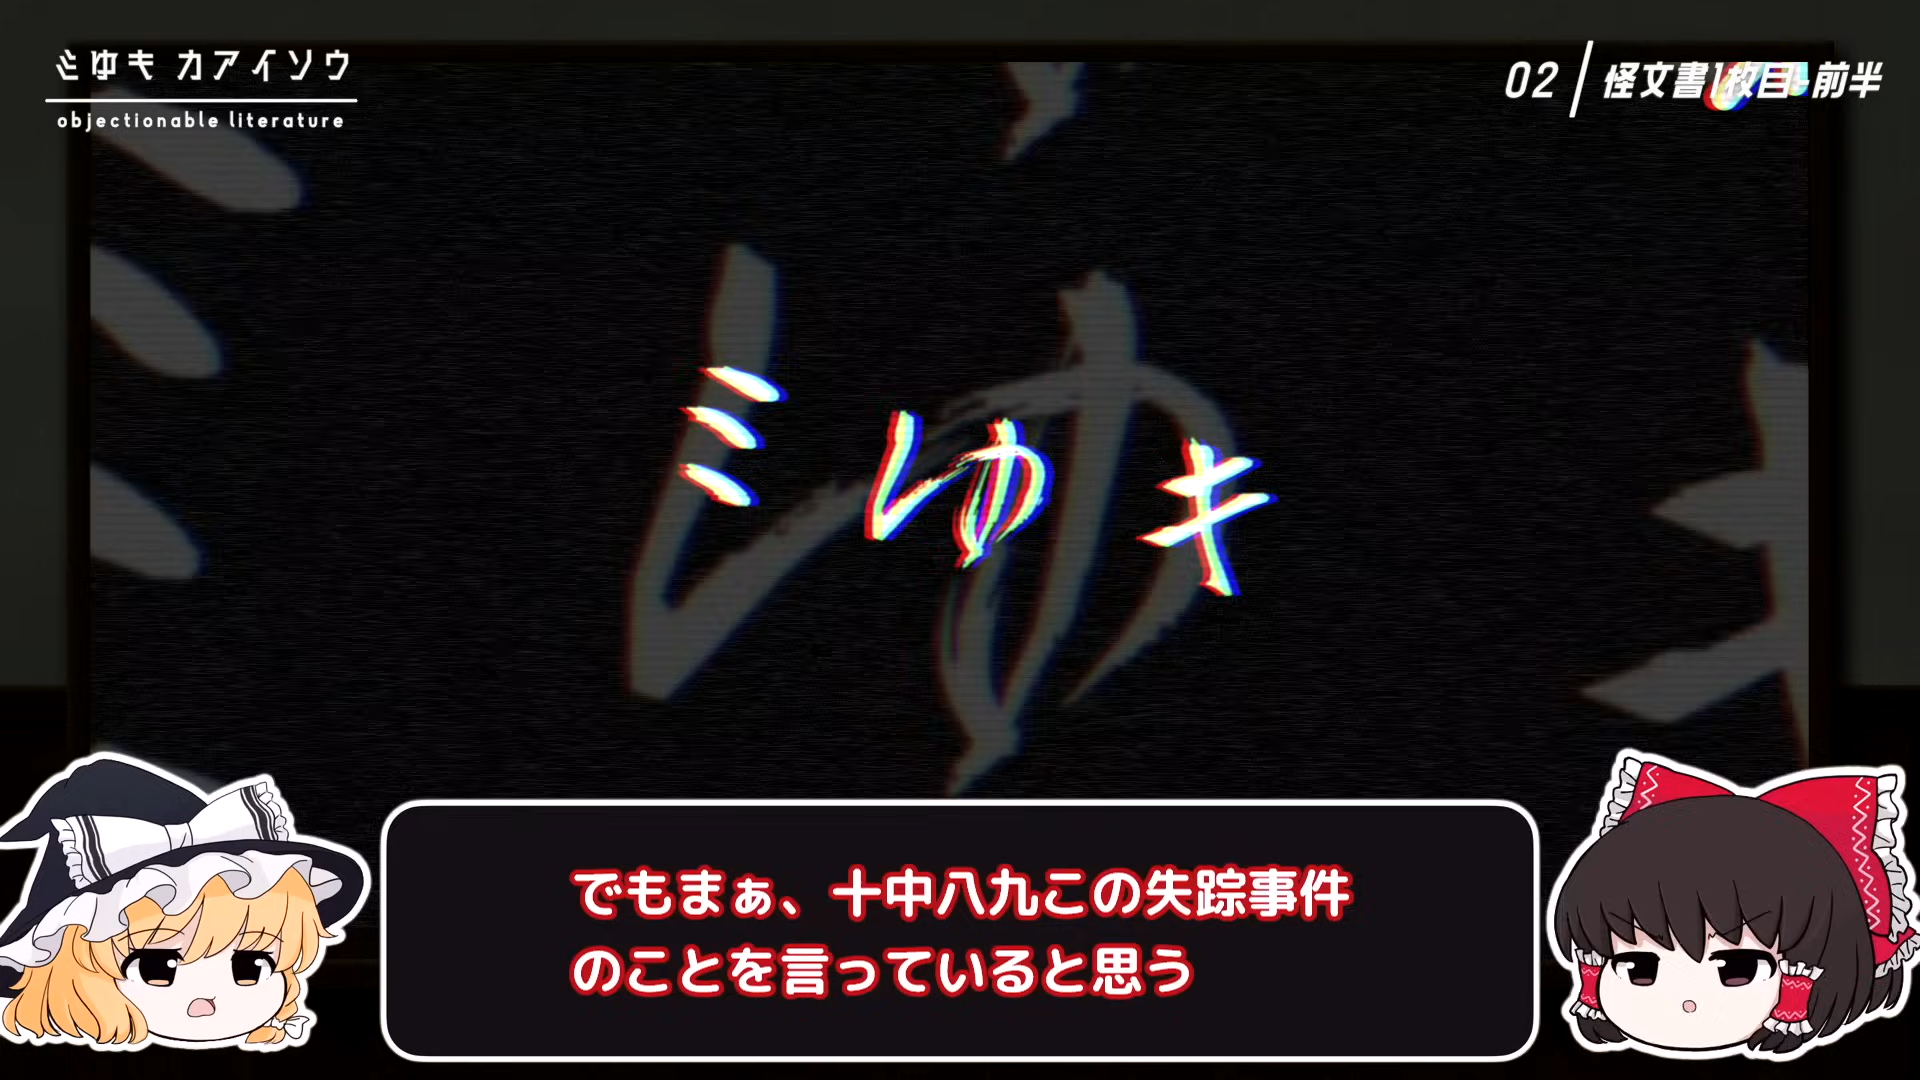 ミゆキ カアイソウ
objectionable literature
02 怪文書1枚目-前半
ミゆキ
でもまぁ、十中八九この失踪事件
のことを言っていると思う